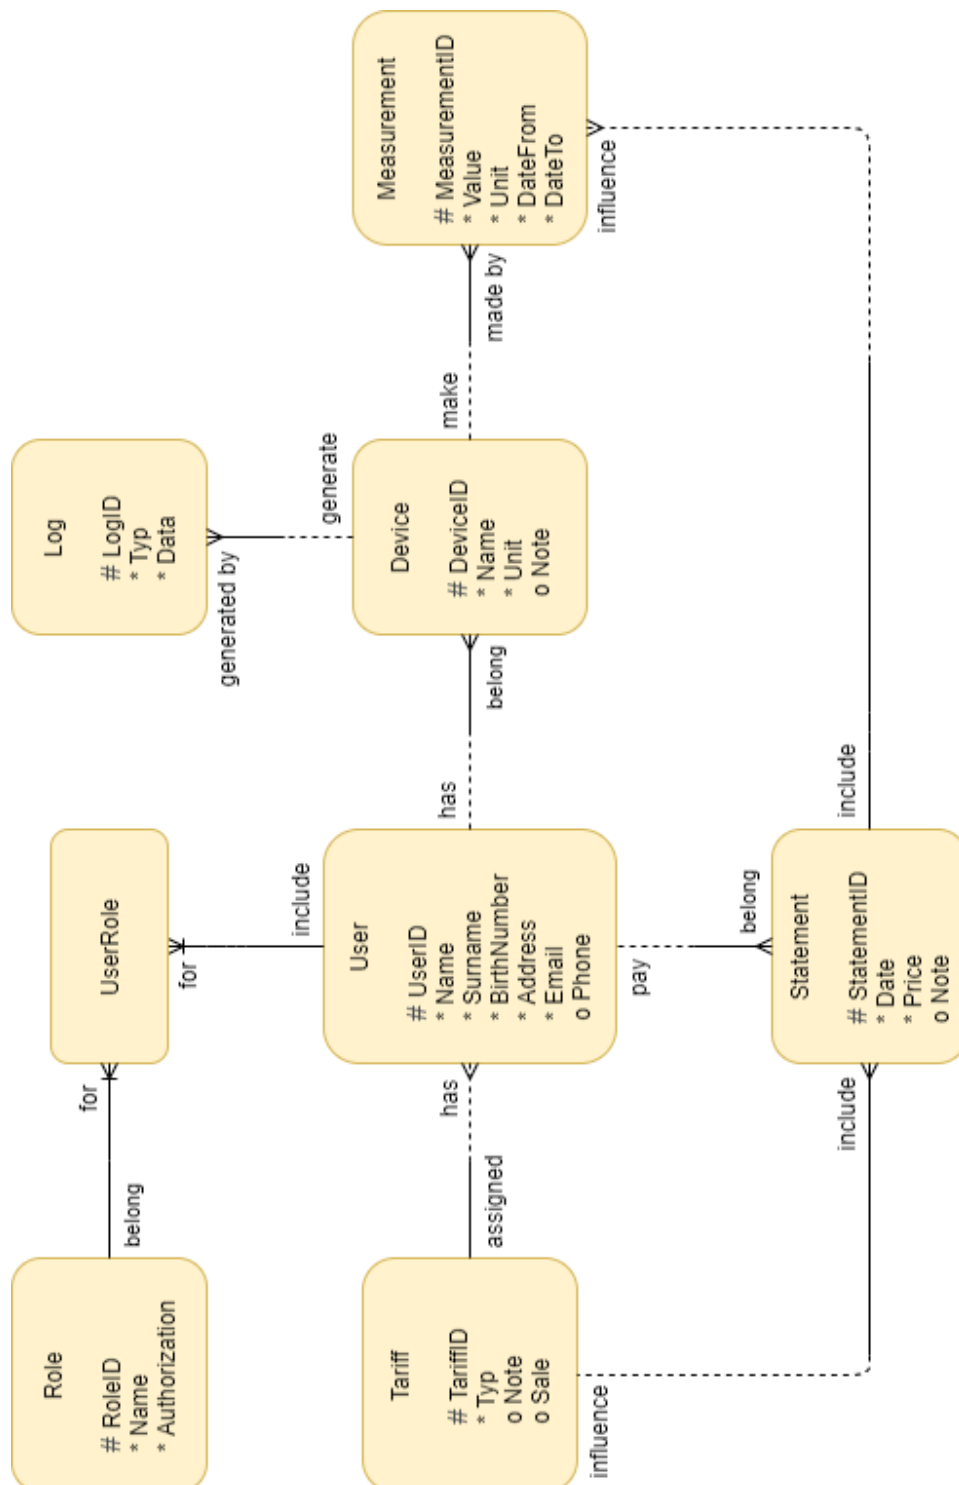 Role
# RoleID
* Name
* Authorization
belong
for
UserRole
for
include
Log
# LogID
* Typ
* Data
generated by
generate
Tariff
# TariffID
* Typ
o Note
o Sale
assigned
has
User
# UserID
* Name
* Surname
* BirthNumber
* Address
* Email
o Phone
has
belong
Device
# DeviceID
* Name
* Unit
o Note
make
made by
Measurement
# MeasurementID
* Value
* Unit
* DateFrom
* DateTo
influence
pay
belong
influence
include
Statement
# StatementID
* Date
* Price
o Note
include